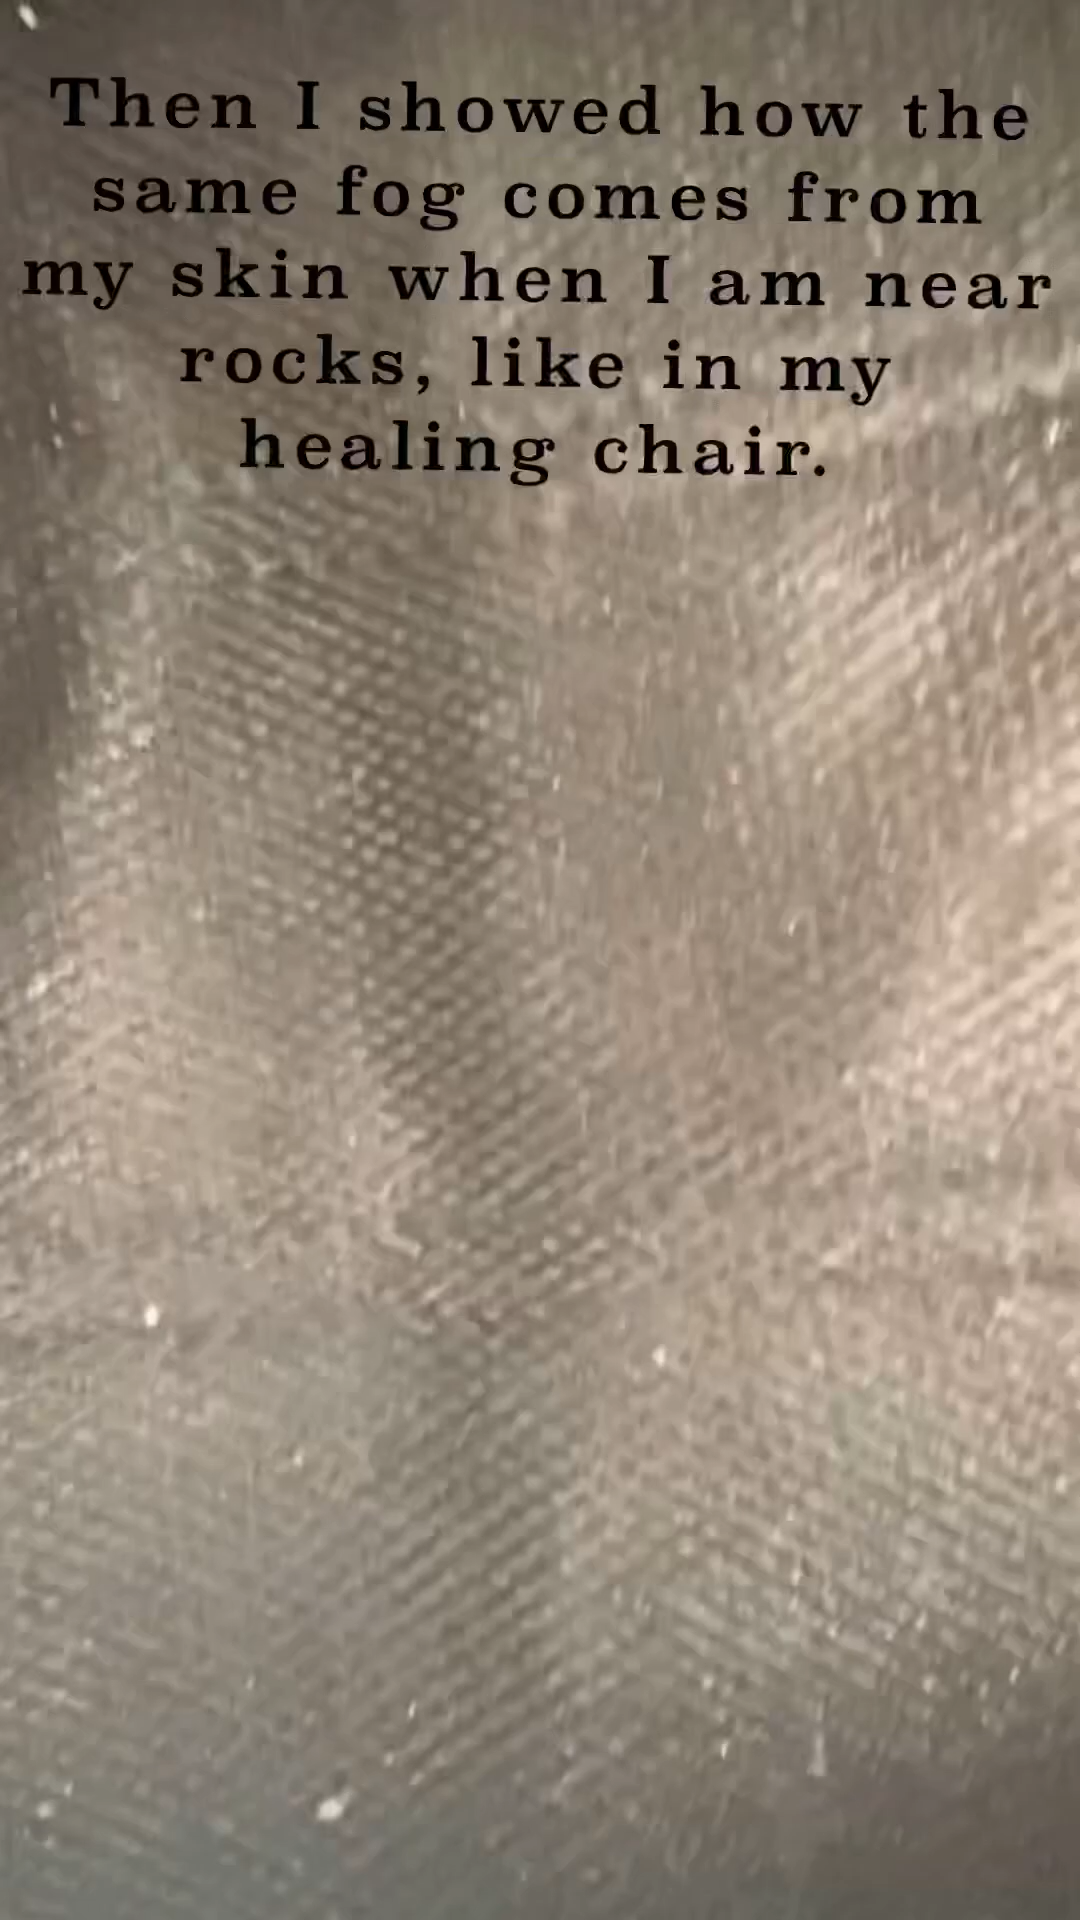 Then I showed how the
same fog comes from
my skin when I am near
rocks, like in my
healing chair.